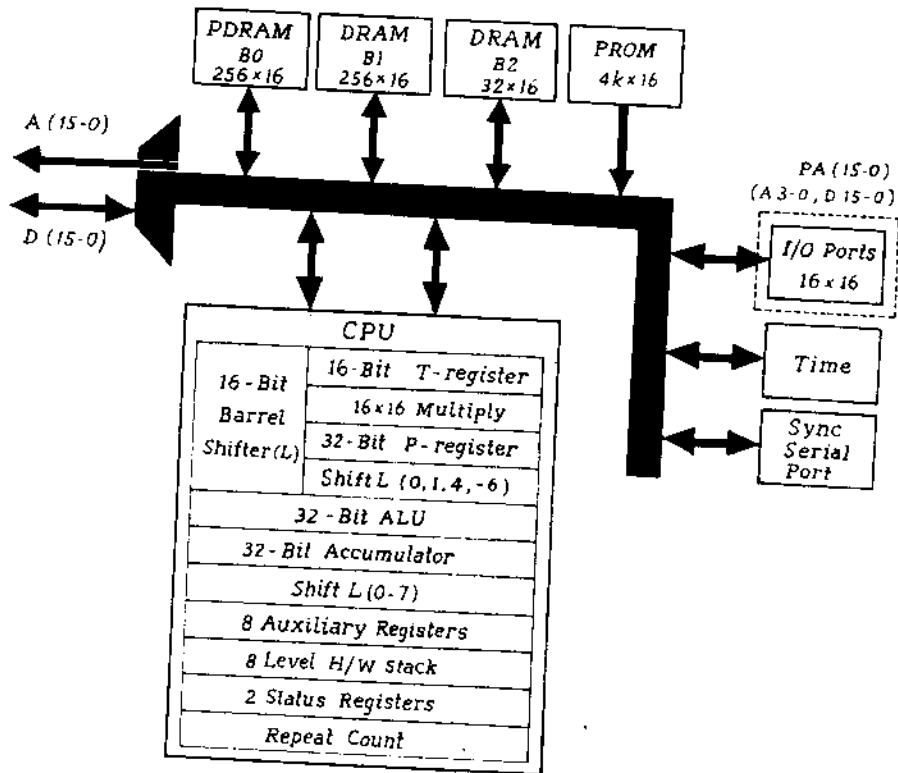 PDRAM
B0
256×16
DRAM
B1
256×16
DRAM
B2
32×16
PROM
4k×16
A (15-0)
D (15-0)
PA (15-0)
(A 3-0, D 15-0)
I/O Ports
16×16
Time
Sync
Serial
Port
CPU
16-Bit
Barrel
Shifter(L)
16-Bit T-register
16×16 Multiply
32-Bit P-register
Shift L (0,1,4,-6)
32-Bit ALU
32-Bit Accumulator
Shift L (0-7)
8 Auxiliary Registers
8 Level H/W Stack
2 Status Registers
Repeat Count